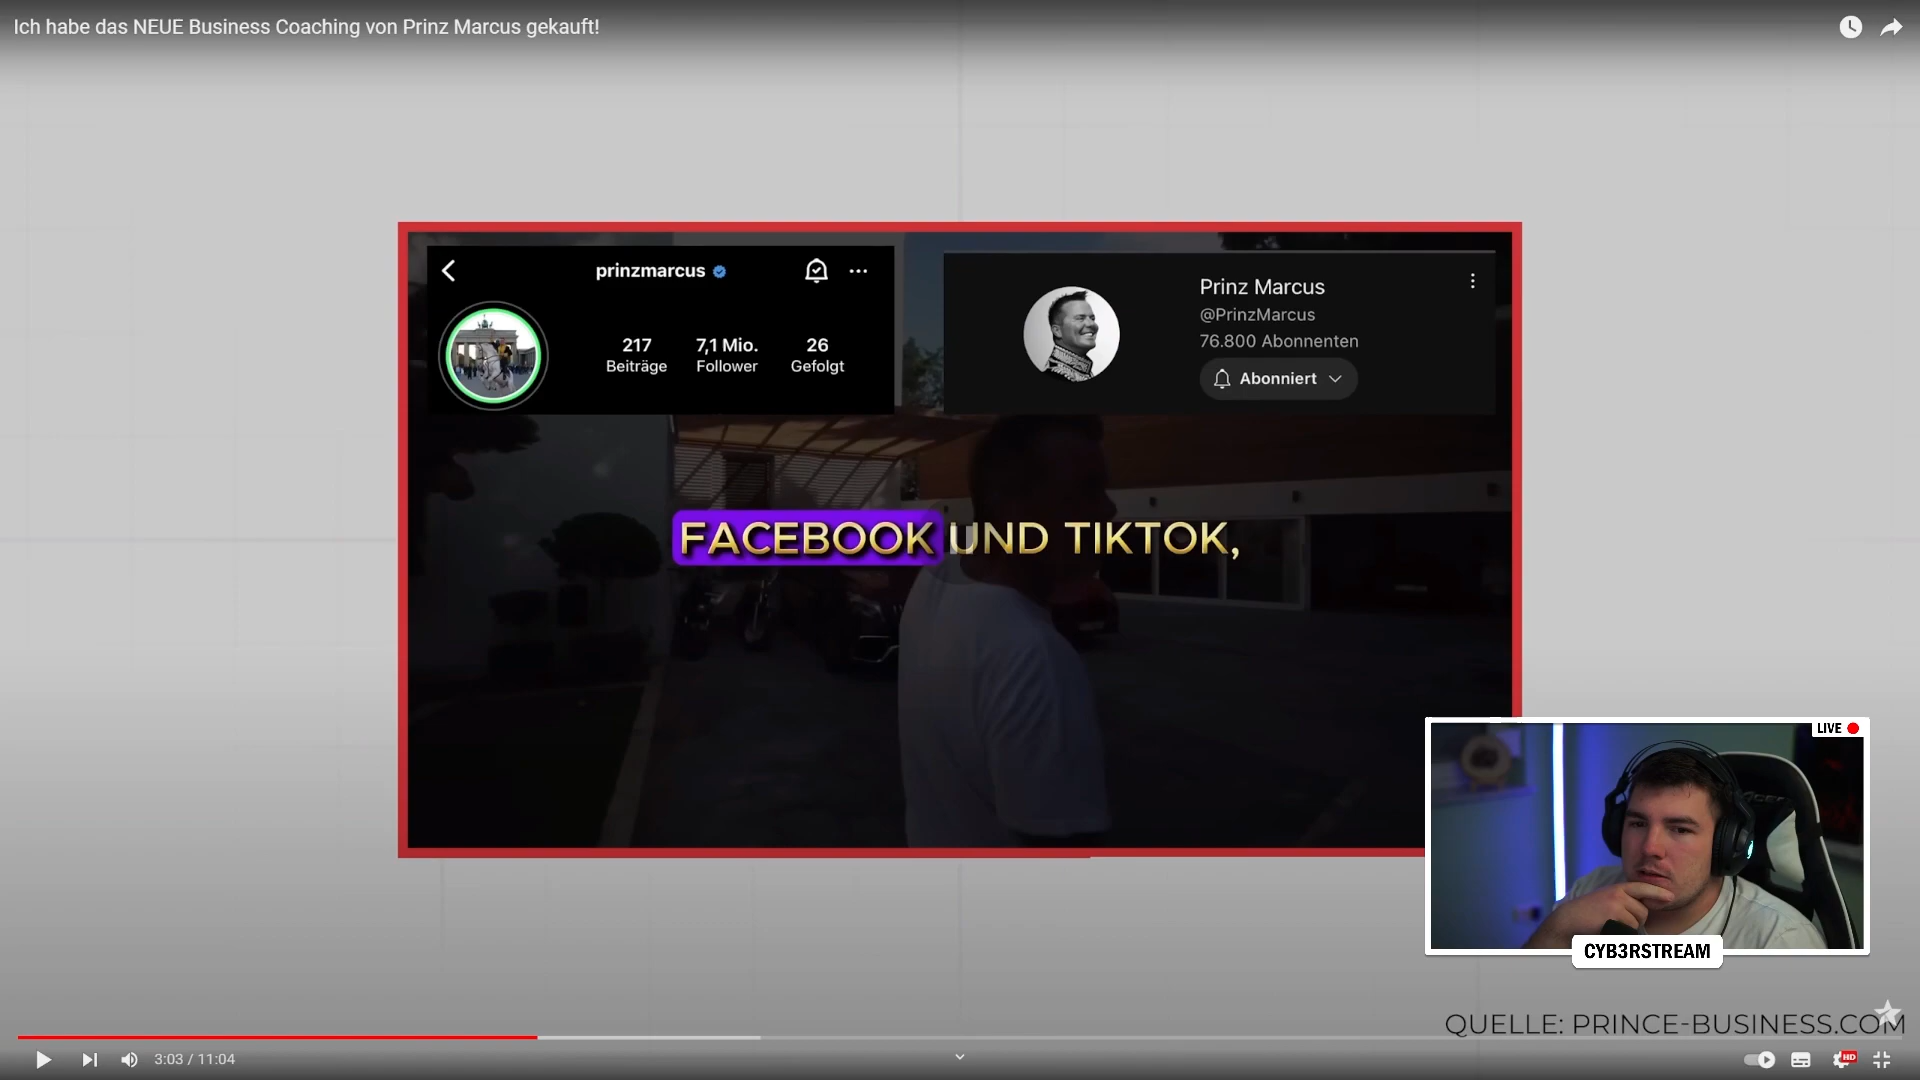 Ich habe das NEUE Business Coaching von Prinz Marcus gekauft!
prinzmarcus
217
7,1 Mio.
26
Beiträge
Follower
Gefolgt
Prinz Marcus
@PrinzMarcus
76.800 Abonnenten
Abonniert
FACEBOOK UND TIKTOK,
LIVE
CYB3RSTREAM
QUELLE: PRINCE-BUSINESS.COM
3:03 / 11:04
HD